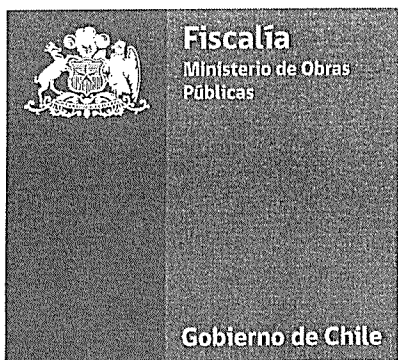 Fiscalía
Ministerio de Obras
Públicas
Gobierno de Chile